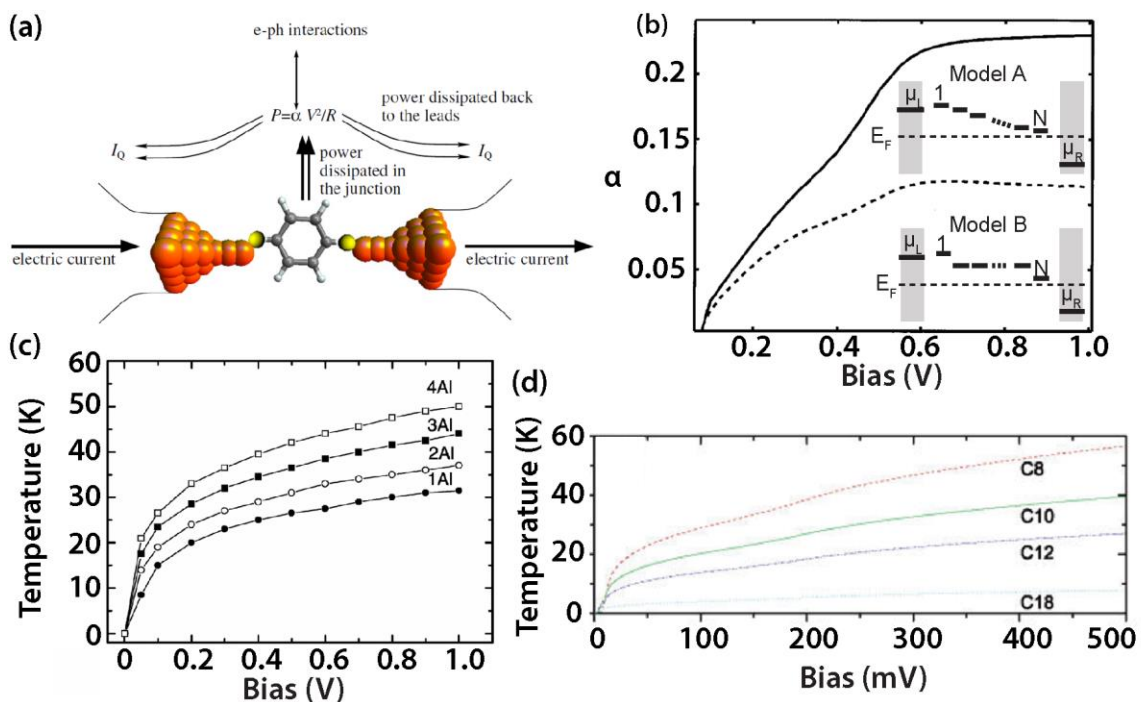 (a)
e-ph interactions
P=α V²/R
power dissipated back
to the leads
I_Q
I_Q
power
dissipated in
the junction
electric current
electric current
(b)
0.2
0.15
0.1
0.05
0
α
0.2
0.4
0.6
0.8
1.0
Bias (V)
Model A
μ_L
1
N
E_F
μ_R
Model B
μ_L
1
N
E_F
μ_R
(c)
60
50
40
30
20
10
0
Temperature (K)
4Al
3Al
2Al
1Al
0
0.2
0.4
0.6
0.8
1.0
Bias (V)
(d)
60
40
20
0
Temperature (K)
C8
C10
C12
C18
0
100
200
300
400
500
Bias (mV)